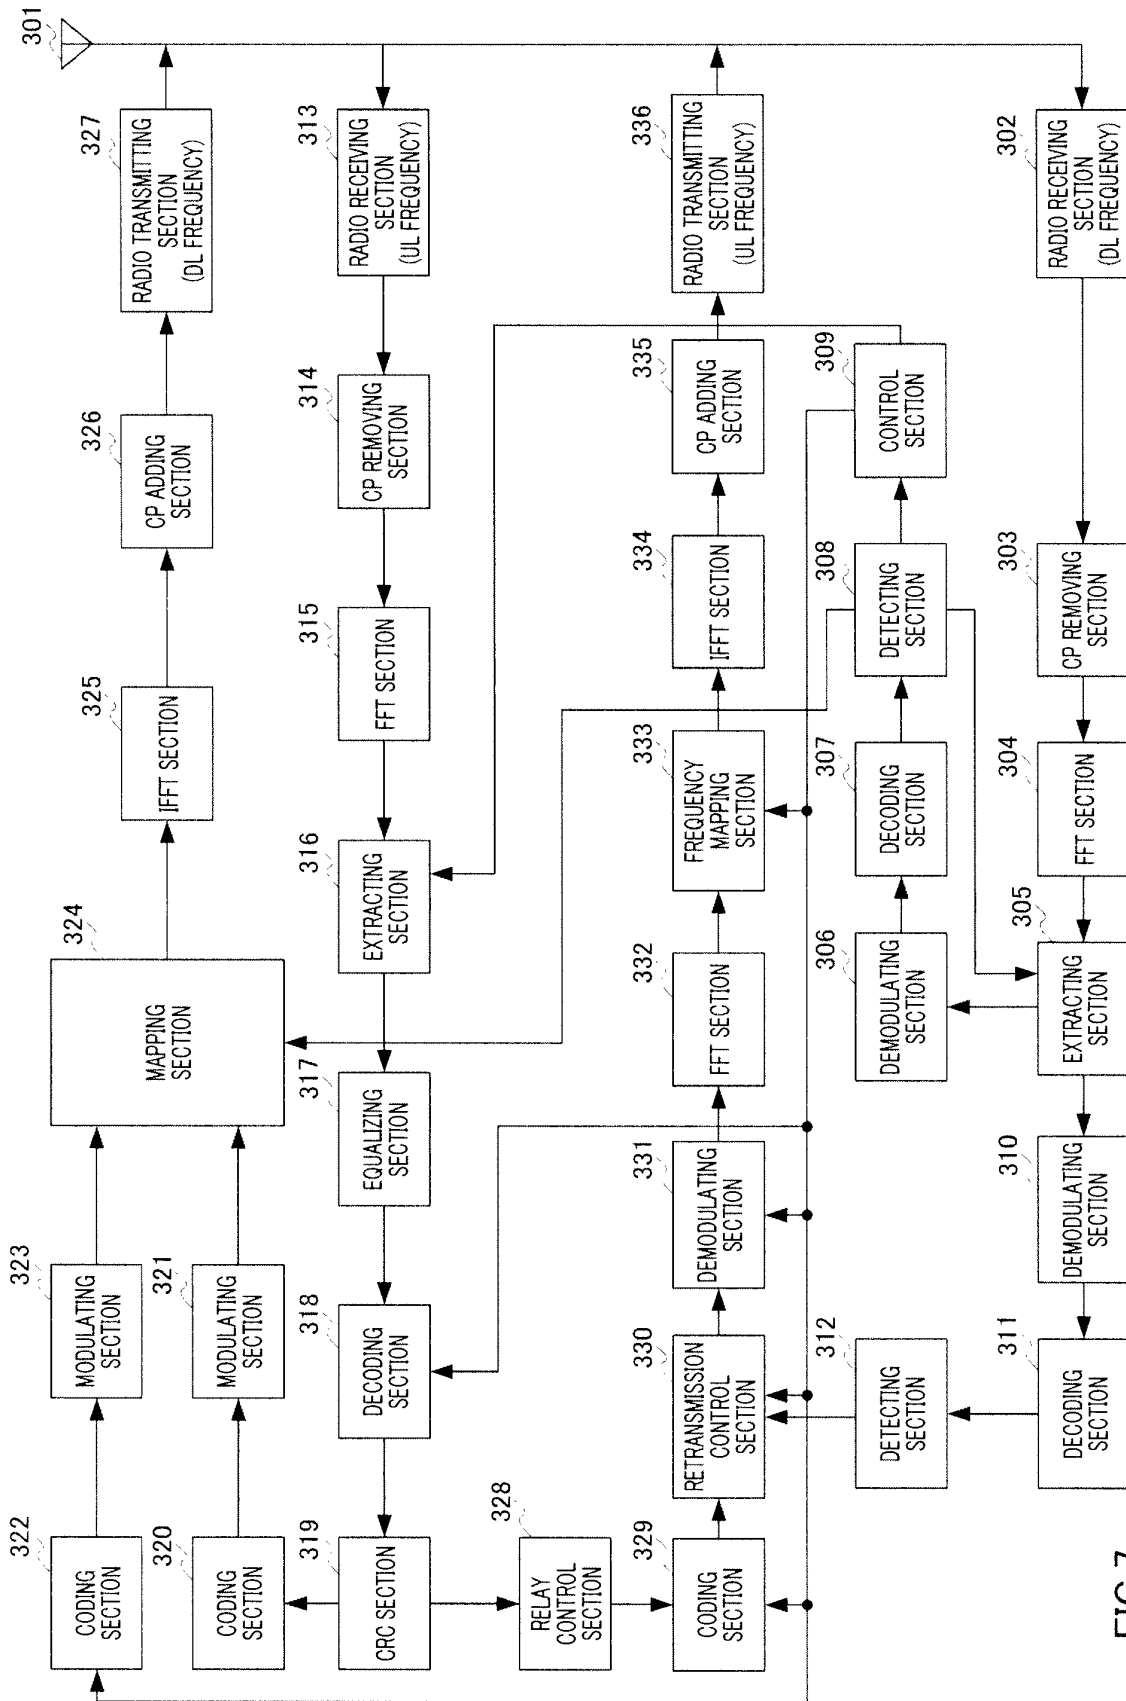 301
327
RADIO TRANSMITTING
SECTION
(DL FREQUENCY)
326
CP ADDING
SECTION
325
IFFT SECTION
324
MAPPING
SECTION
323
MODULATING
SECTION
321
MODULATING
SECTION
322
CODING
SECTION
320
CODING
SECTION
313
RADIO RECEIVING
SECTION
(UL FREQUENCY)
314
CP REMOVING
SECTION
315
FFT SECTION
316
EXTRACTING
SECTION
317
EQUALIZING
SECTION
318
DECODING
SECTION
319
CRC SECTION
328
RELAY
CONTROL
SECTION
336
RADIO TRANSMITTING
SECTION
(UL FREQUENCY)
335
CP ADDING
SECTION
334
IFFT SECTION
333
FREQUENCY
MAPPING
SECTION
332
FFT SECTION
331
DEMODULATING
SECTION
330
RETRANSMISSION
CONTROL
SECTION
329
CODING
SECTION
309
CONTROL
SECTION
308
DETECTING
SECTION
307
DECODING
SECTION
306
DEMODULATING
SECTION
312
DETECTING
SECTION
302
RADIO RECEIVING
SECTION
(DL FREQUENCY)
303
CP REMOVING
SECTION
304
FFT SECTION
305
EXTRACTING
SECTION
310
DEMODULATING
SECTION
311
DECODING
SECTION
FIG.7